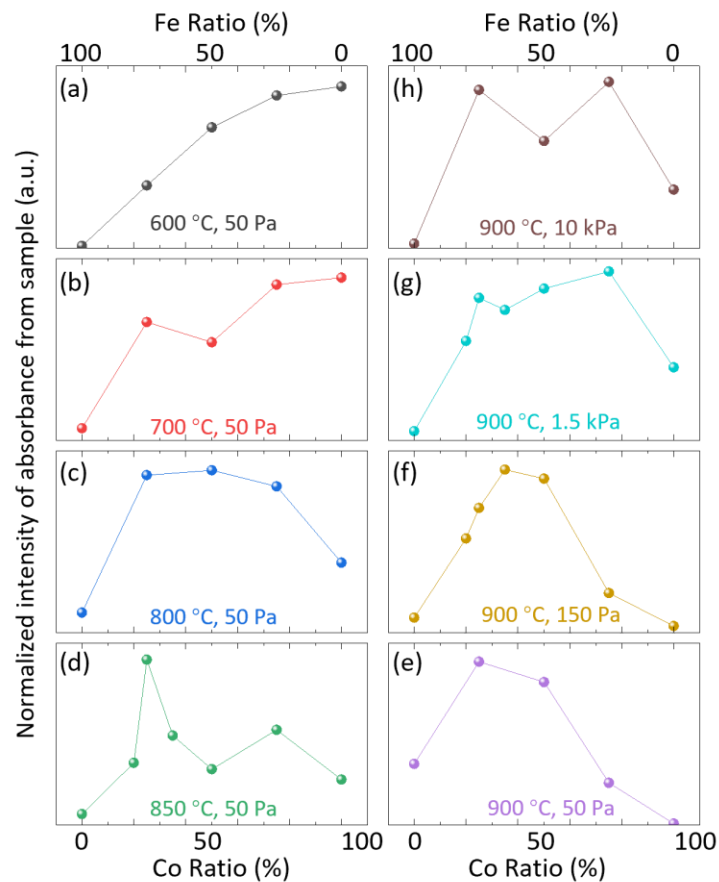 Fe Ratio (%)
Fe Ratio (%)
100
50
0
100
50
0
(a)
600 °C, 50 Pa
(h)
900 °C, 10 kPa
(b)
700 °C, 50 Pa
(g)
900 °C, 1.5 kPa
(c)
800 °C, 50 Pa
(f)
900 °C, 150 Pa
(d)
850 °C, 50 Pa
(e)
900 °C, 50 Pa
0
50
100
0
50
100
Co Ratio (%)
Co Ratio (%)
Normalized intensity of absorbance from sample (a.u.)